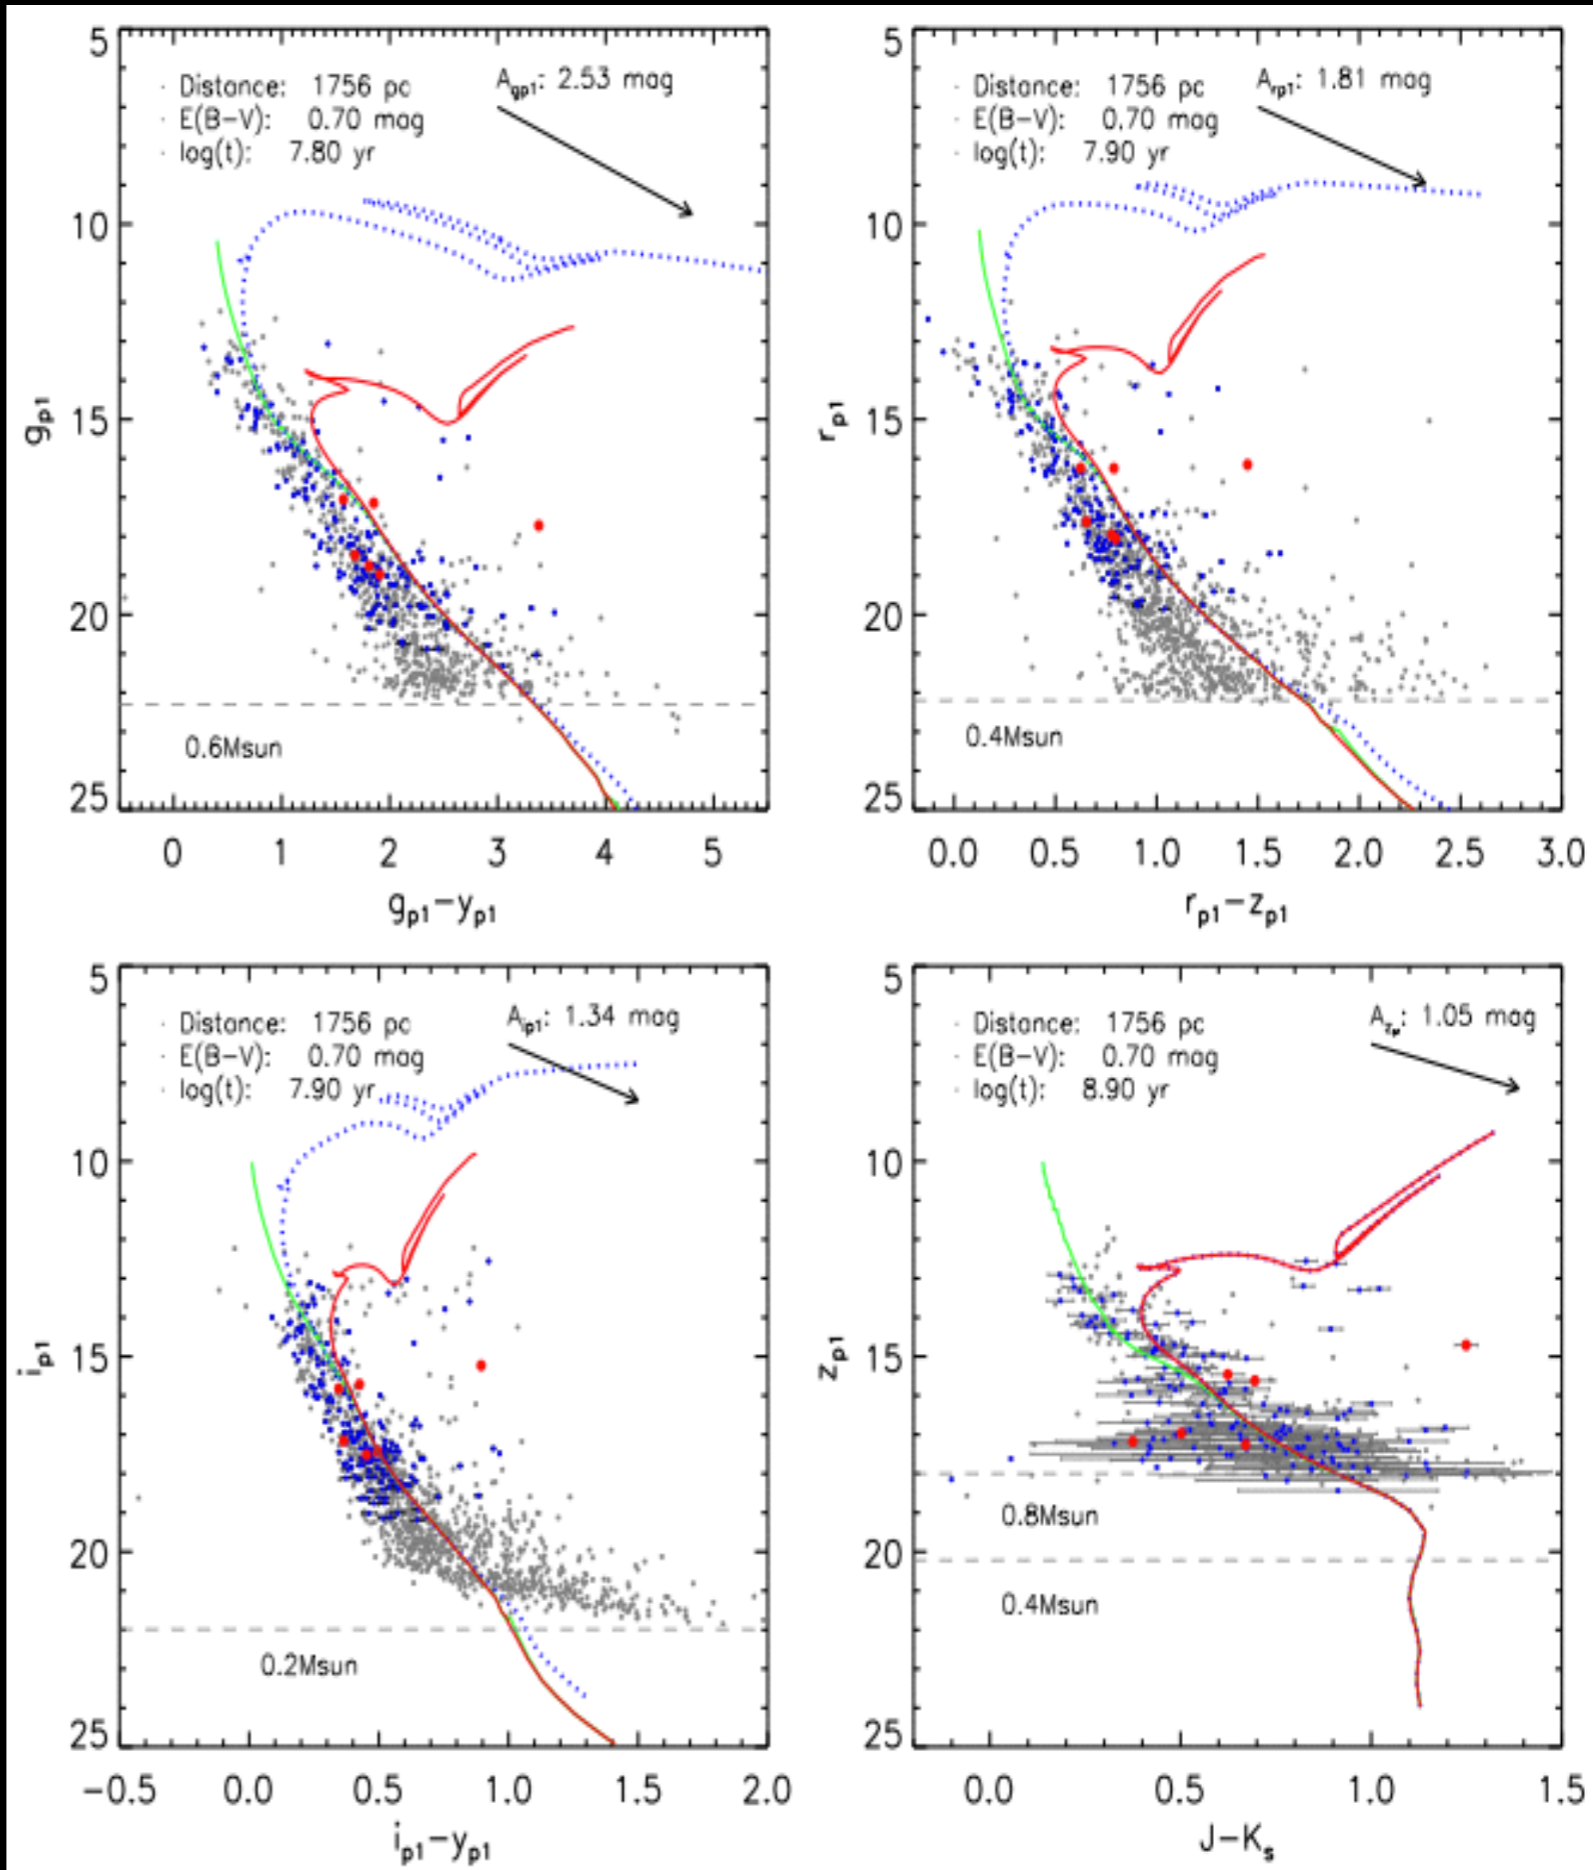 Distance: 1756 pc
E(B-V): 0.70 mag
log(t): 7.80 yr
A_gp1: 2.53 mag
0.6Msun
5
10
15
20
25
g_p1
0 1 2 3 4 5
g_p1-y_p1
Distance: 1756 pc
E(B-V): 0.70 mag
log(t): 7.90 yr
A_rp1: 1.81 mag
0.4Msun
5
10
15
20
25
r_p1
0.0 0.5 1.0 1.5 2.0 2.5 3.0
r_p1-z_p1
Distance: 1756 pc
E(B-V): 0.70 mag
log(t): 7.90 yr
A_ip1: 1.34 mag
0.2Msun
5
10
15
20
25
i_p1
-0.5 0.0 0.5 1.0 1.5 2.0
i_p1-y_p1
Distance: 1756 pc
E(B-V): 0.70 mag
log(t): 8.90 yr
: 1.05 mag
0.8Msun
0.4Msun
5
10
15
20
25
z_p1
0.0 0.5 1.0 1.5
J-K_s